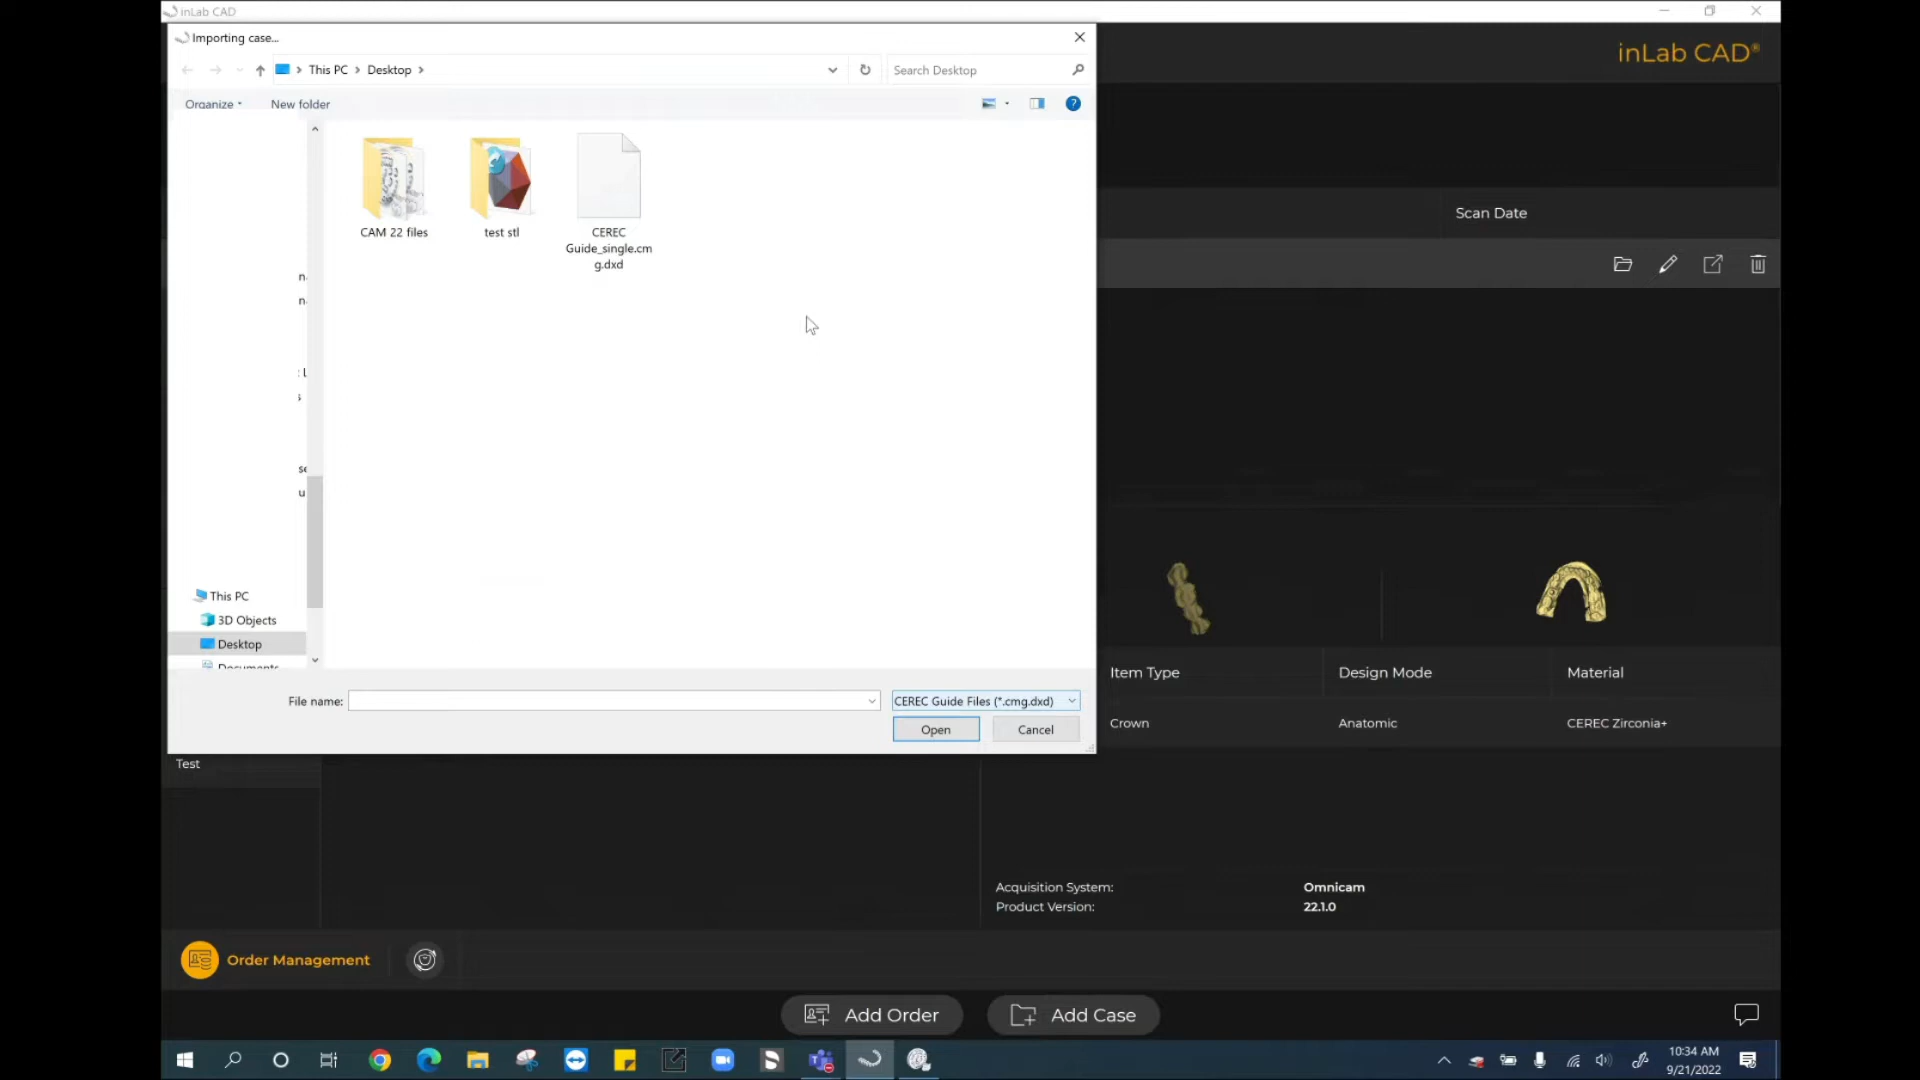 inLab CAD
Importing case...
This PC
Desktop
Search Desktop
inLab CAD®
Organize
New folder
?
CAM 22 files
test stl
CEREC
Guide_single.cm
g.dxd
Scan Date
This PC
3D Objects
Desktop
Documents
File name:
CEREC Guide Files (*.cmg.dxd)
Open
Cancel
Item Type
Design Mode
Material
Crown
Anatomic
CEREC Zirconia+
Test
Acquisition System:
Omnicam
Product Version:
22.1.0
Order Management
Add Order
Add Case
10:34 AM
9/21/2022